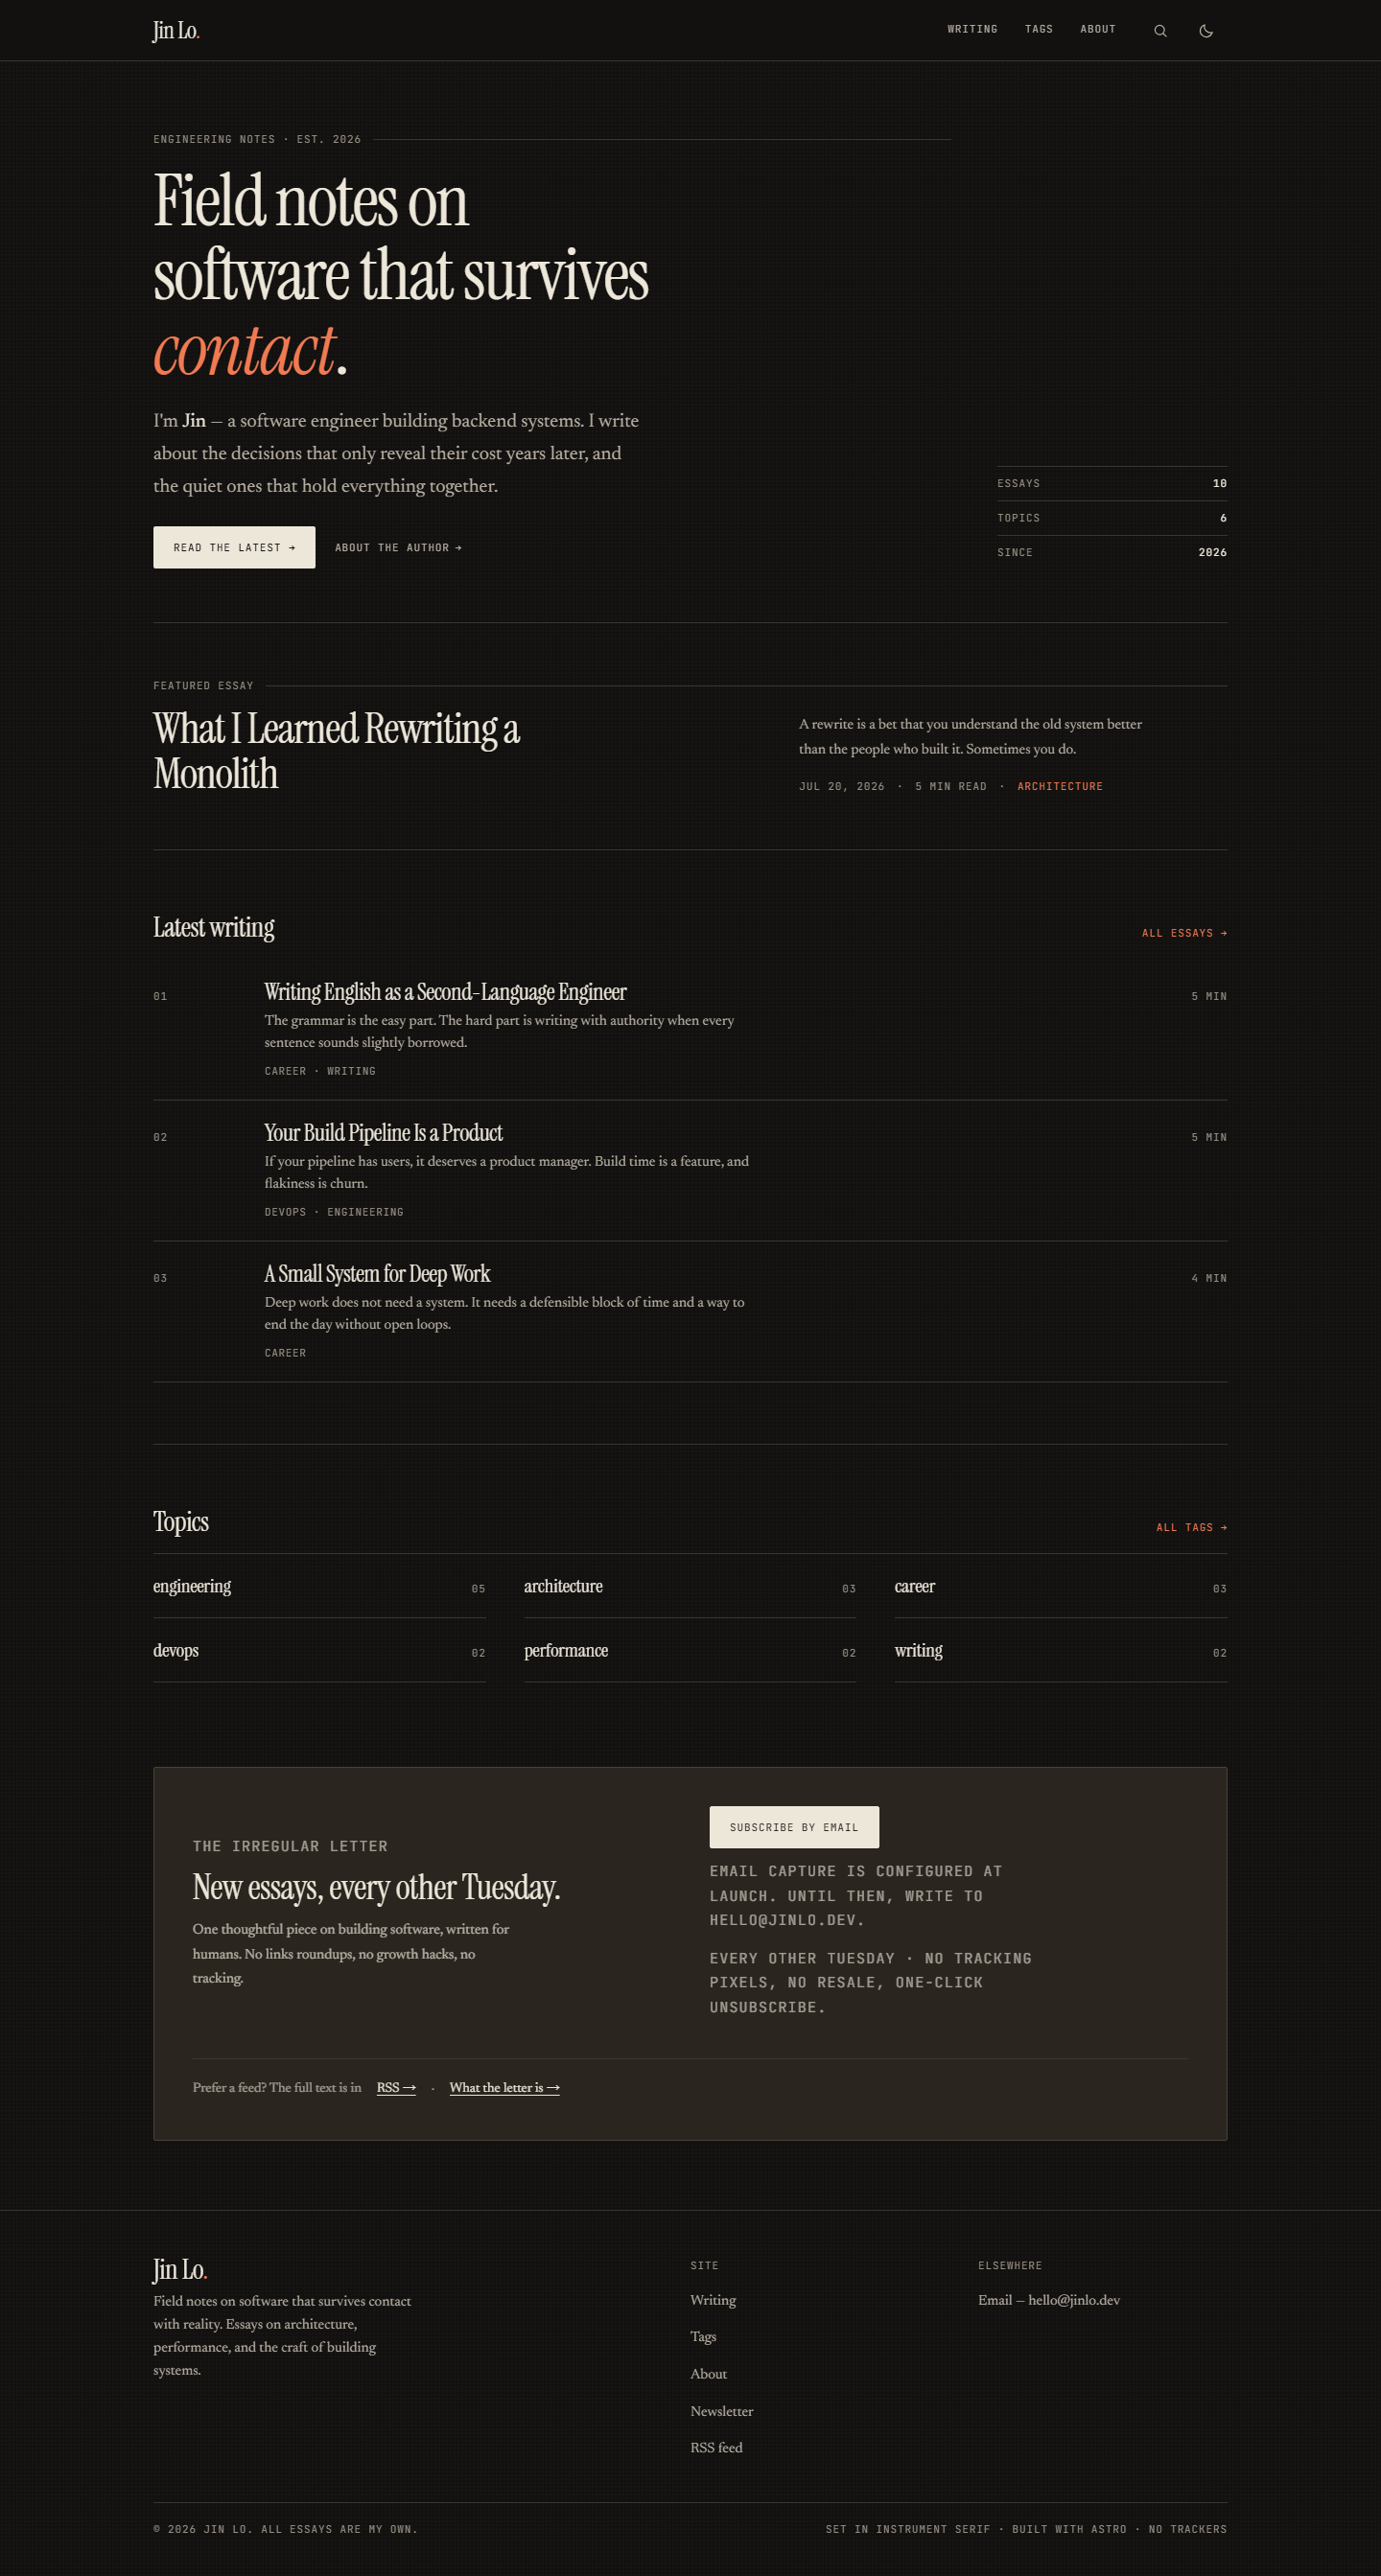 Jin Lo.
WRITING TAGS ABOUT
ENGINEERING NOTES · EST. 2026
Field notes on
software that survives
contact.
I'm Jin — a software engineer building backend systems. I write
about the decisions that only reveal their cost years later, and
the quiet ones that hold everything together.
READ THE LATEST → ABOUT THE AUTHOR →
ESSAYS 10
TOPICS 6
SINCE 2026
FEATURED ESSAY
What I Learned Rewriting a
Monolith
A rewrite is a bet that you understand the old system better
than the people who built it. Sometimes you do.
JUL 20, 2026 · 5 MIN READ · ARCHITECTURE
Latest writing
ALL ESSAYS →
01 Writing English as a Second-Language Engineer 5 MIN
The grammar is the easy part. The hard part is writing with authority when every
sentence sounds slightly borrowed.
CAREER · WRITING
02 Your Build Pipeline Is a Product 5 MIN
If your pipeline has users, it deserves a product manager. Build time is a feature, and
flakiness is churn.
DEVOPS · ENGINEERING
03 A Small System for Deep Work 4 MIN
Deep work does not need a system. It needs a defensible block of time and a way to
end the day without open loops.
CAREER
Topics
ALL TAGS →
engineering 05 architecture 03 career 03
devops 02 performance 02 writing 02
THE IRREGULAR LETTER
New essays, every other Tuesday.
One thoughtful piece on building software, written for
humans. No links roundups, no growth hacks, no
tracking.
SUBSCRIBE BY EMAIL
EMAIL CAPTURE IS CONFIGURED AT
LAUNCH. UNTIL THEN, WRITE TO
HELLO@JINLO.DEV.
EVERY OTHER TUESDAY · NO TRACKING
PIXELS, NO RESALE, ONE-CLICK
UNSUBSCRIBE.
Prefer a feed? The full text is in RSS → · What the letter is →
Jin Lo.
Field notes on software that survives contact
with reality. Essays on architecture,
performance, and the craft of building
systems.
SITE
Writing
Tags
About
Newsletter
RSS feed
ELSEWHERE
Email — hello@jinlo.dev
© 2026 JIN LO. ALL ESSAYS ARE MY OWN.
SET IN INSTRUMENT SERIF · BUILT WITH ASTRO · NO TRACKERS